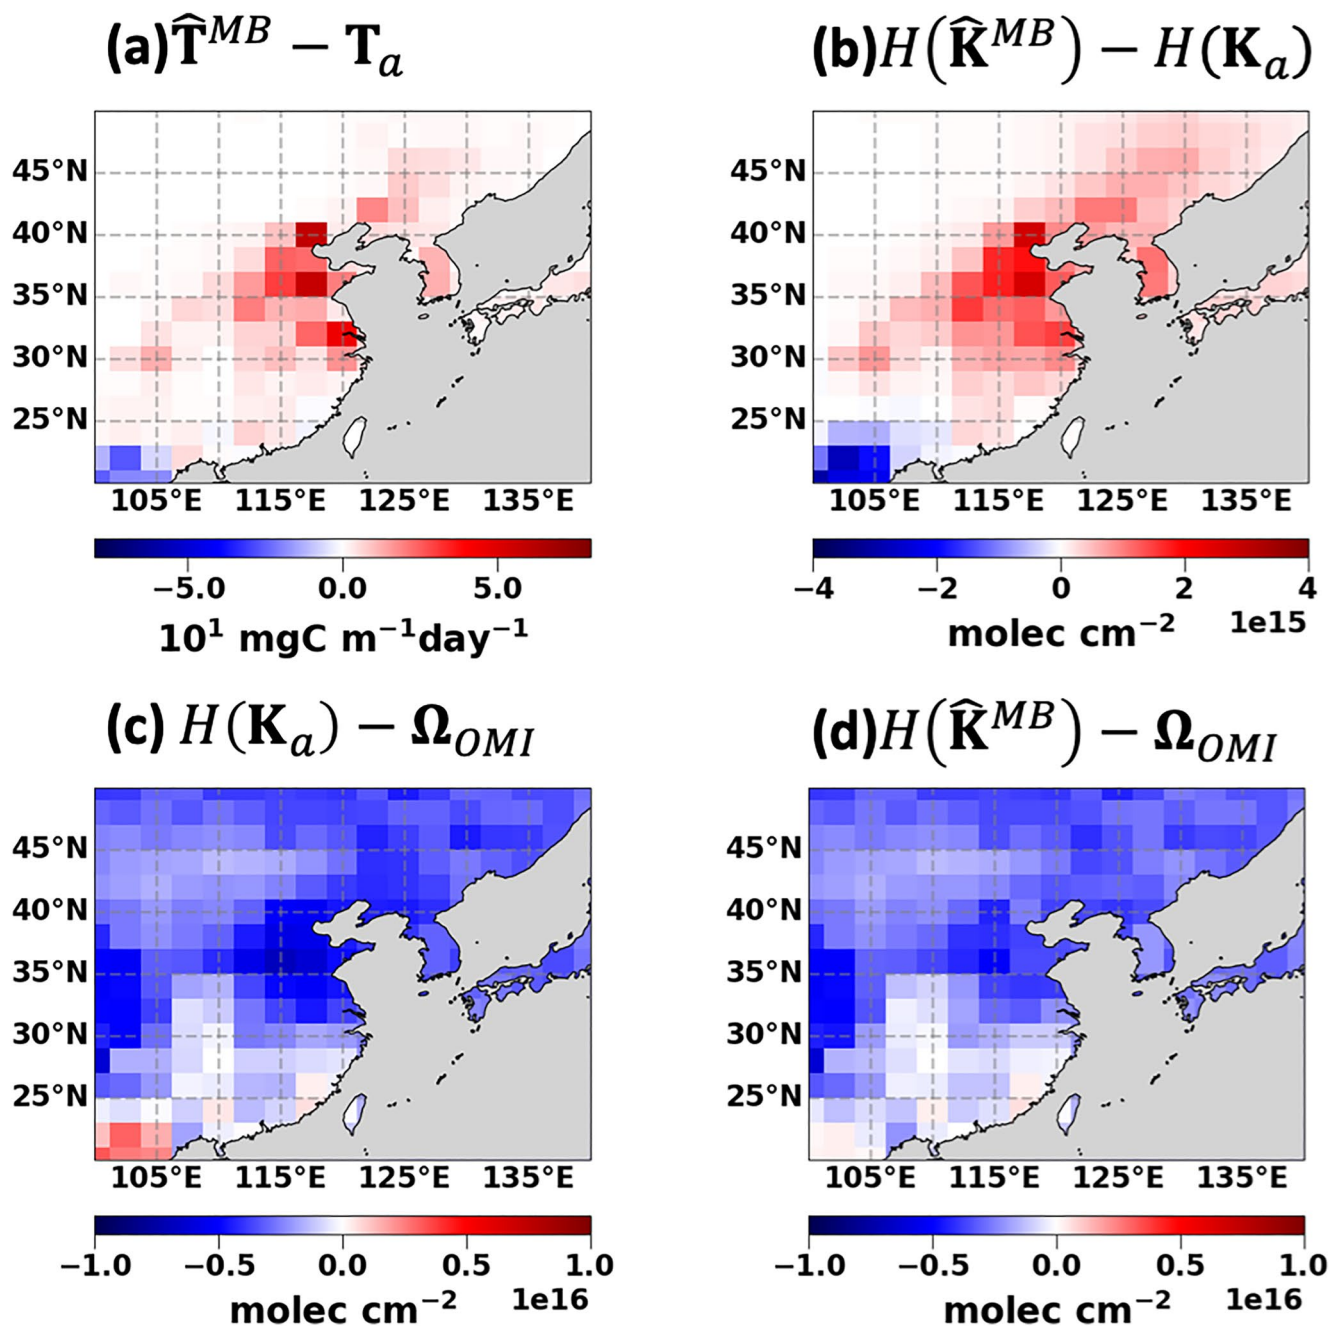 (a) T̂^{MB} − T_a
(b) H(K̂^{MB}) − H(K_a)
45°N
40°N
35°N
30°N
25°N
105°E 115°E 125°E 135°E
−5.0 0.0 5.0
10¹ mgC m⁻¹day⁻¹
45°N
40°N
35°N
30°N
25°N
105°E 115°E 125°E 135°E
−4 −2 0 2 4
1e15
molec cm⁻²
(c) H(K_a) − Ω_{OMI}
(d) H(K̂^{MB}) − Ω_{OMI}
45°N
40°N
35°N
30°N
25°N
105°E 115°E 125°E 135°E
−1.0 −0.5 0.0 0.5 1.0
1e16
molec cm⁻²
45°N
40°N
35°N
30°N
25°N
105°E 115°E 125°E 135°E
−1.0 −0.5 0.0 0.5 1.0
1e16
molec cm⁻²